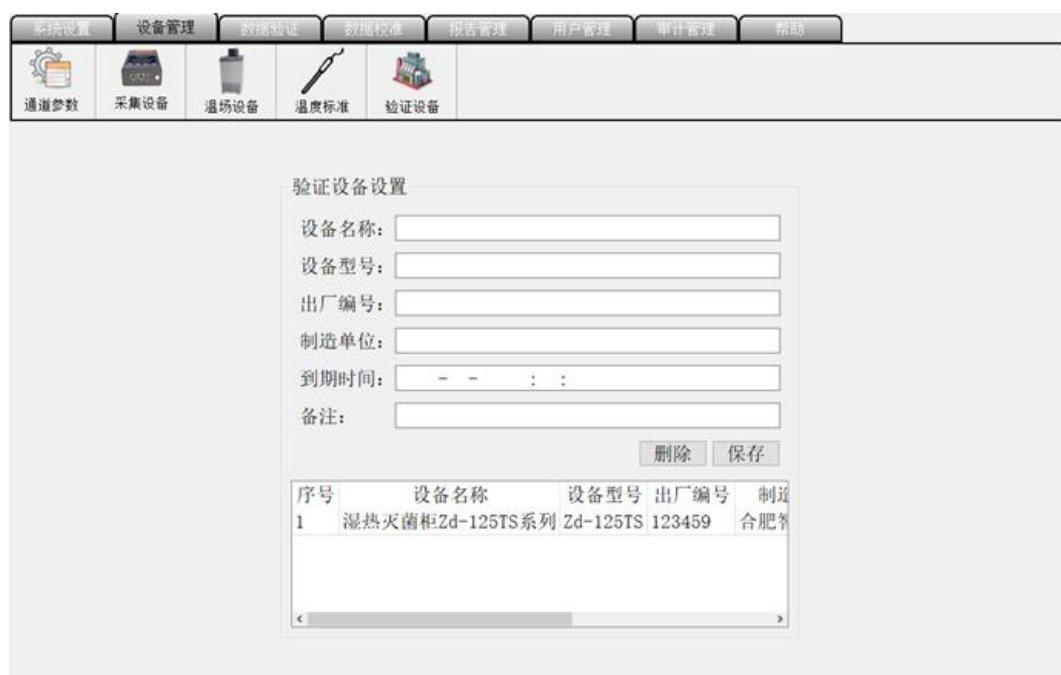 系统设置 设备管理 数据验证 数据校准 报告管理 用户管理 审计管理 帮助
通道参数 采集设备 温场设备 温度标准 验证设备
验证设备设置
设备名称:
设备型号:
出厂编号:
制造单位:
到期时间: - - : :
备注:
删除 保存
序号 设备名称 设备型号 出厂编号 制造
1 湿热灭菌柜Zd-125TS系列 Zd-125TS 123459 合肥智